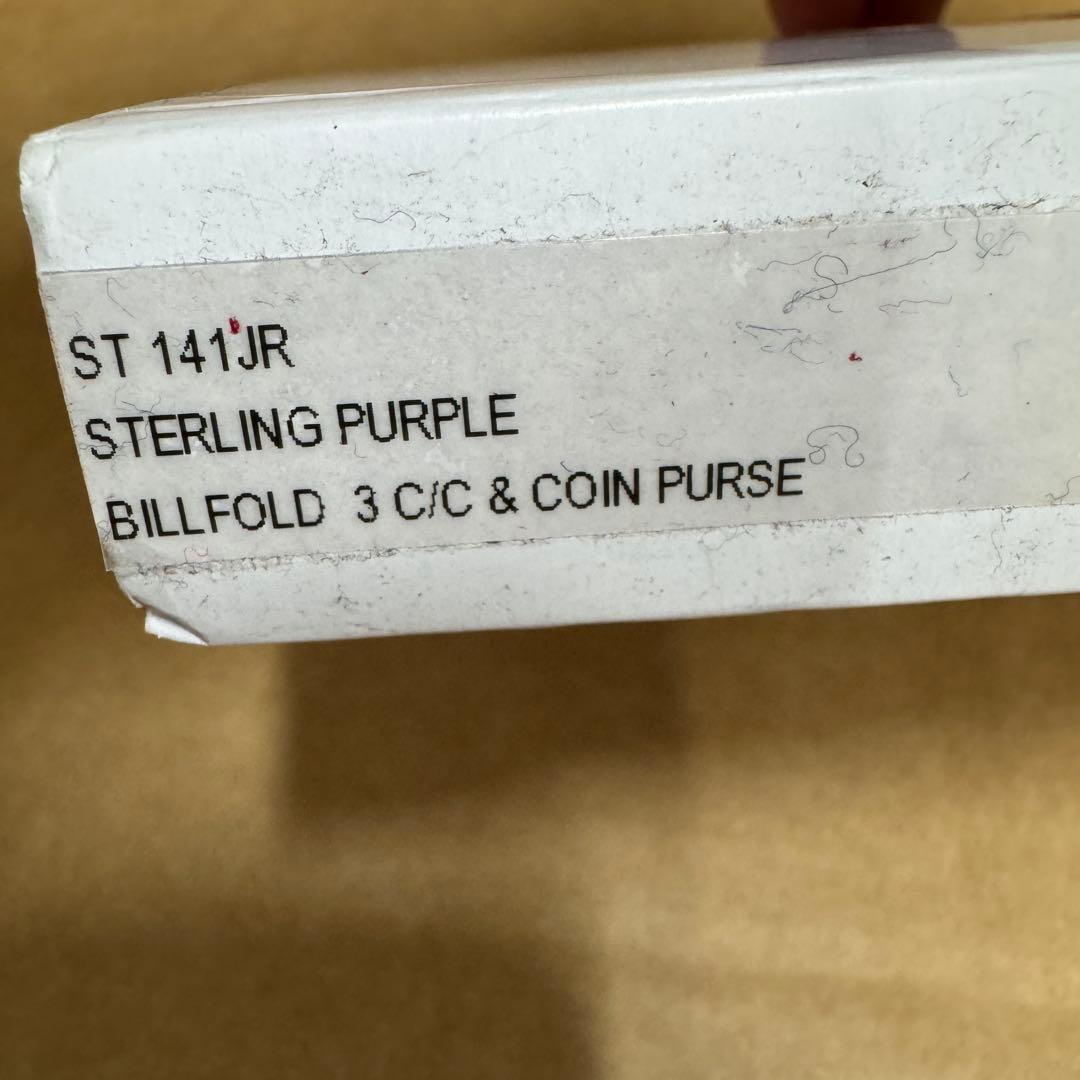 ST 141JR
STERLING PURPLE
BILLFOLD 3 C/C & COIN PURSE